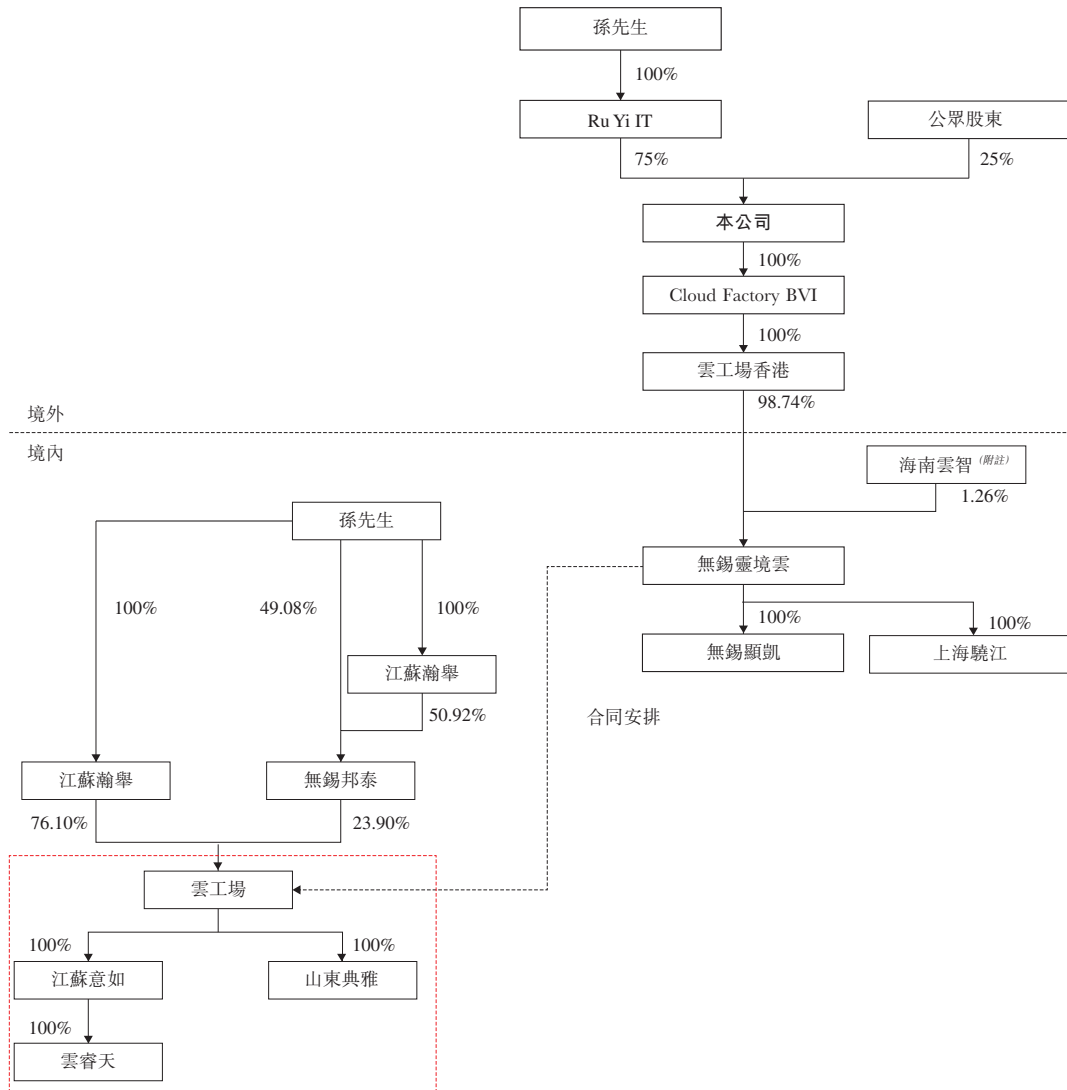 孫先生
100%
Ru Yi IT
公眾股東
75%
25%
本公司
100%
Cloud Factory BVI
100%
雲工場香港
98.74%
境外
境內
海南雲智(附註)
1.26%
孫先生
無錫靈境雲
100%
49.08%
100%
100%
100%
江蘇瀚舉
無錫顯凱
上海驍江
50.92%
合同安排
江蘇瀚舉
無錫邦泰
76.10%
23.90%
雲工場
100%
100%
江蘇意如
山東典雅
100%
雲睿天